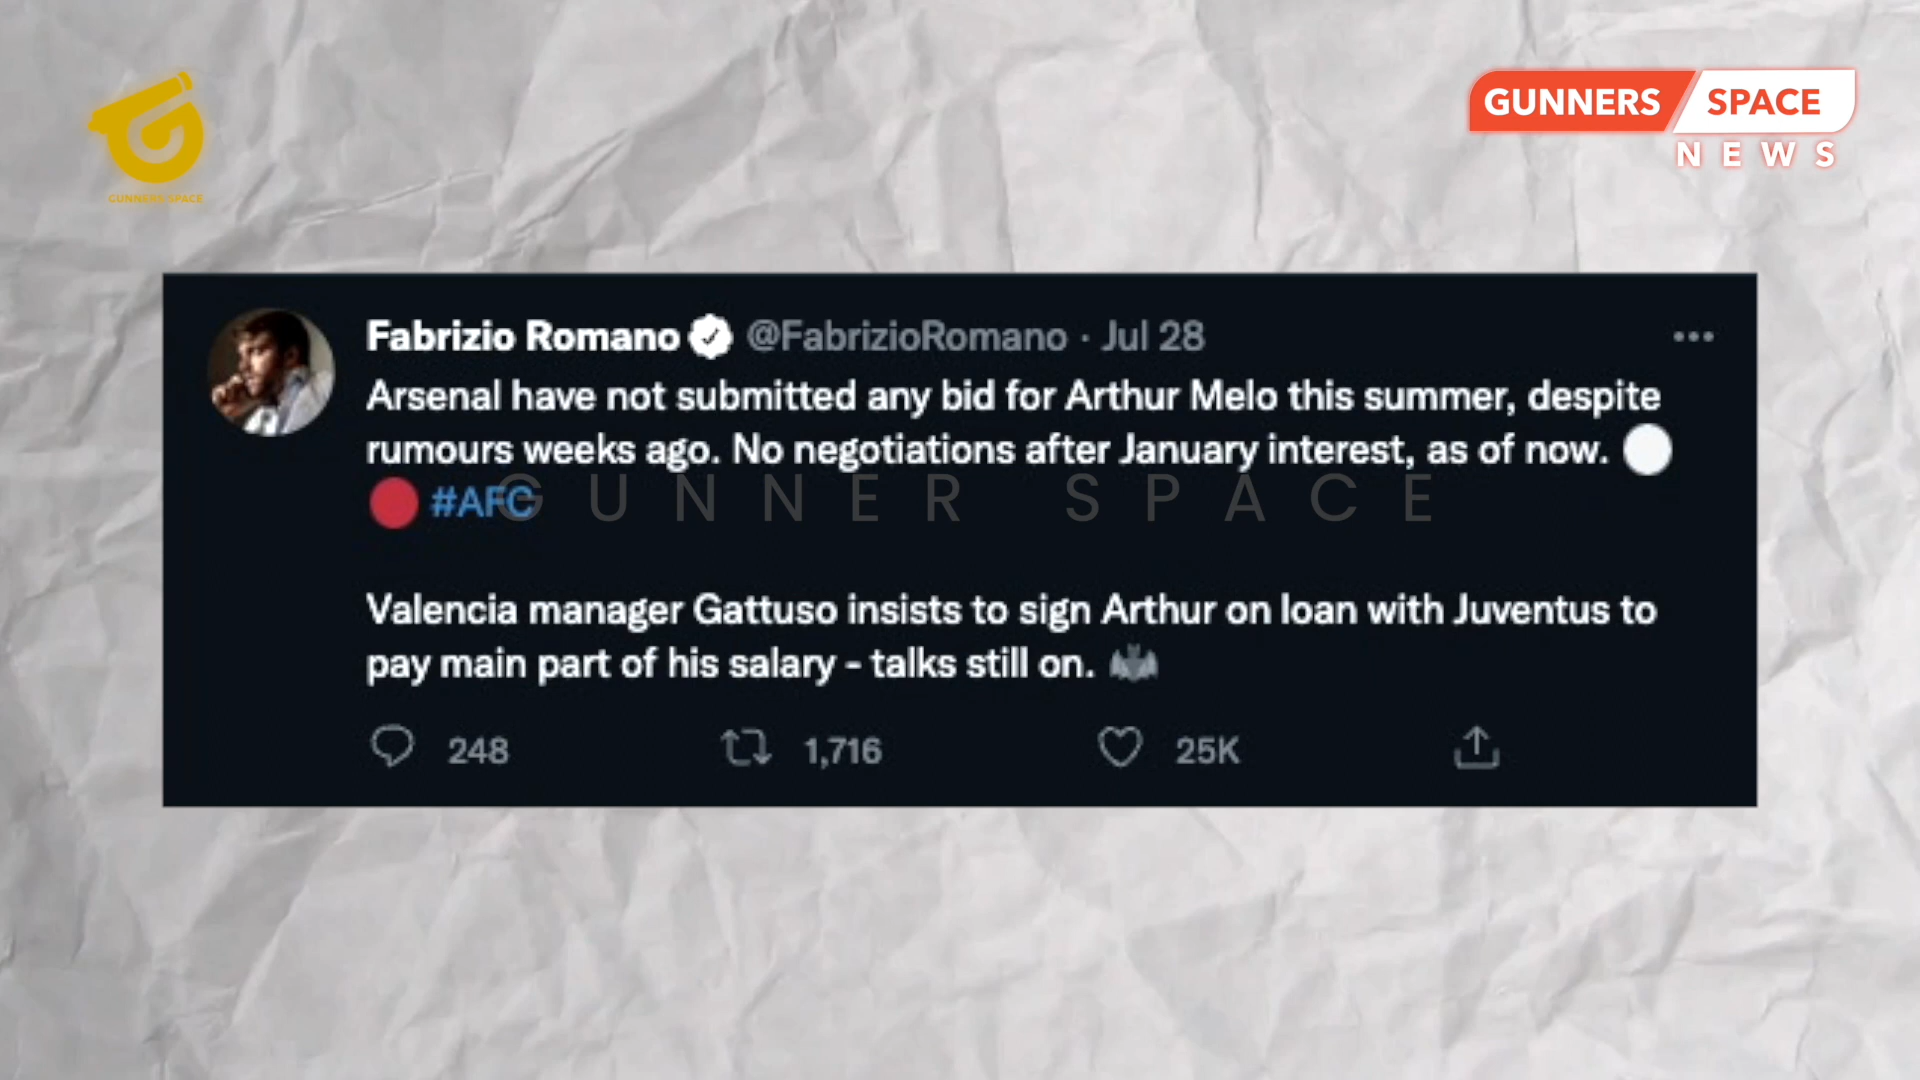 GUNNERS SPACE
NEWS
GUNNERS SPACE
Fabrizio Romano @FabrizioRomano · Jul 28
Arsenal have not submitted any bid for Arthur Melo this summer, despite
rumours weeks ago. No negotiations after January interest, as of now. ⚪
🔴 #AFC
GUNNER SPACE
Valencia manager Gattuso insists to sign Arthur on loan with Juventus to
pay main part of his salary - talks still on. 🦇
248 1,716 25K